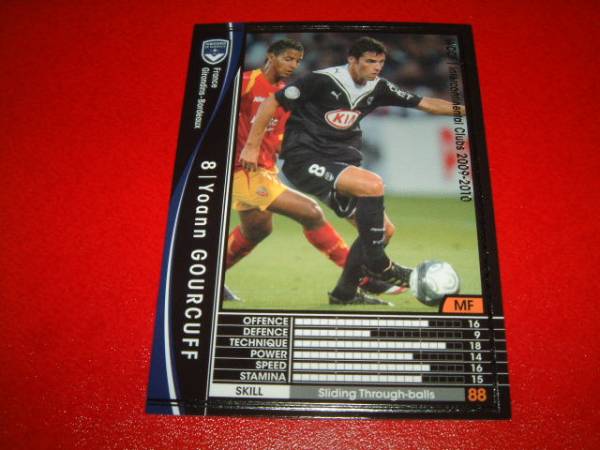 France
Girondins-Bordeaux
8 | Yoann GOURCUFF
Intercontinental Clubs 2009-2010
KIA
8
MF
OFFENCE 16
DEFENCE 9
TECHNIQUE 18
POWER 14
SPEED 16
STAMINA 15
SKILL Sliding Through-balls 88